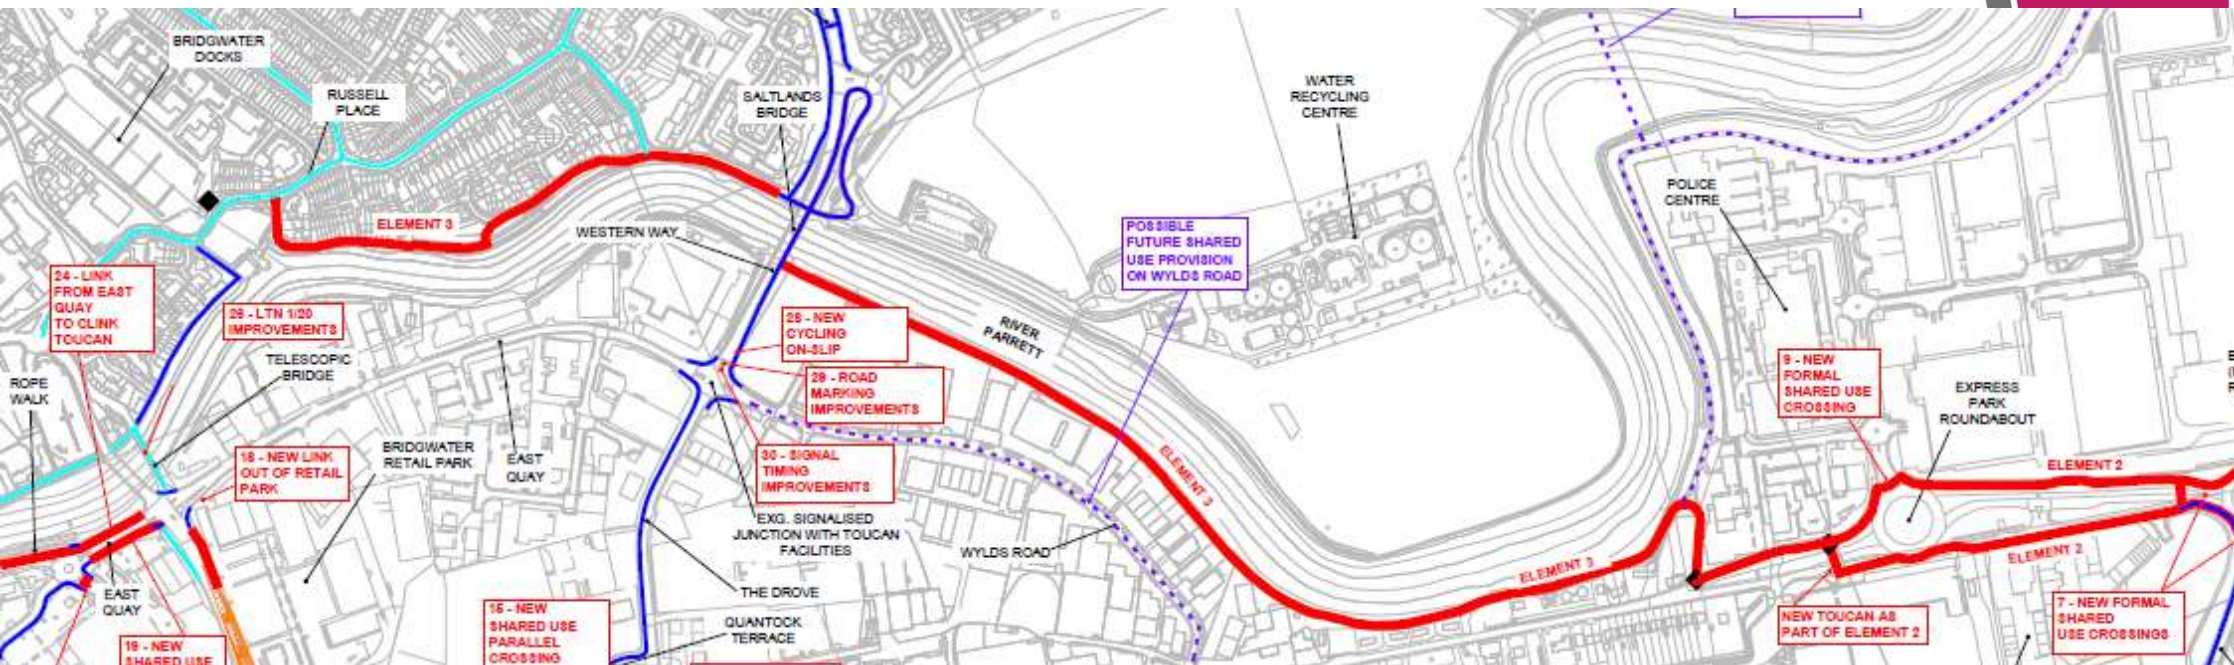 BRIDGWATER
DOCKS
RUSSELL
PLACE
SALTLANDS
BRIDGE
WATER
RECYCLING
CENTRE
POLICE
CENTRE
ELEMENT 3
WESTERN WAY
POSSIBLE
FUTURE SHARED
USE PROVISION
ON WYLDS ROAD
24 - LINK
FROM EAST
QUAY
TO CLINK
TOUCAN
26 - LTN 1/20
IMPROVEMENTS
TELESCOPIC
BRIDGE
28 - NEW
CYCLING
ON-SLIP
RIVER
PARRETT
29 - ROAD
MARKING
IMPROVEMENTS
9 - NEW
FORMAL
SHARED USE
CROSSING
EXPRESS
PARK
ROUNDABOUT
ROPE
WALK
18 - NEW LINK
OUT OF RETAIL
PARK
BRIDGWATER
RETAIL PARK
EAST
QUAY
30 - SIGNAL
TIMING
IMPROVEMENTS
ELEMENT 3
ELEMENT 2
EXG. SIGNALISED
JUNCTION WITH TOUCAN
FACILITIES
WYLDS ROAD
ELEMENT 3
ELEMENT 2
EAST
QUAY
THE DROVE
QUANTOCK
TERRACE
15 - NEW
SHARED USE
PARALLEL
CROSSING
NEW TOUCAN AS
PART OF ELEMENT 2
7 - NEW FORMAL
SHARED
USE CROSSINGS
19 - NEW
SHARED USE